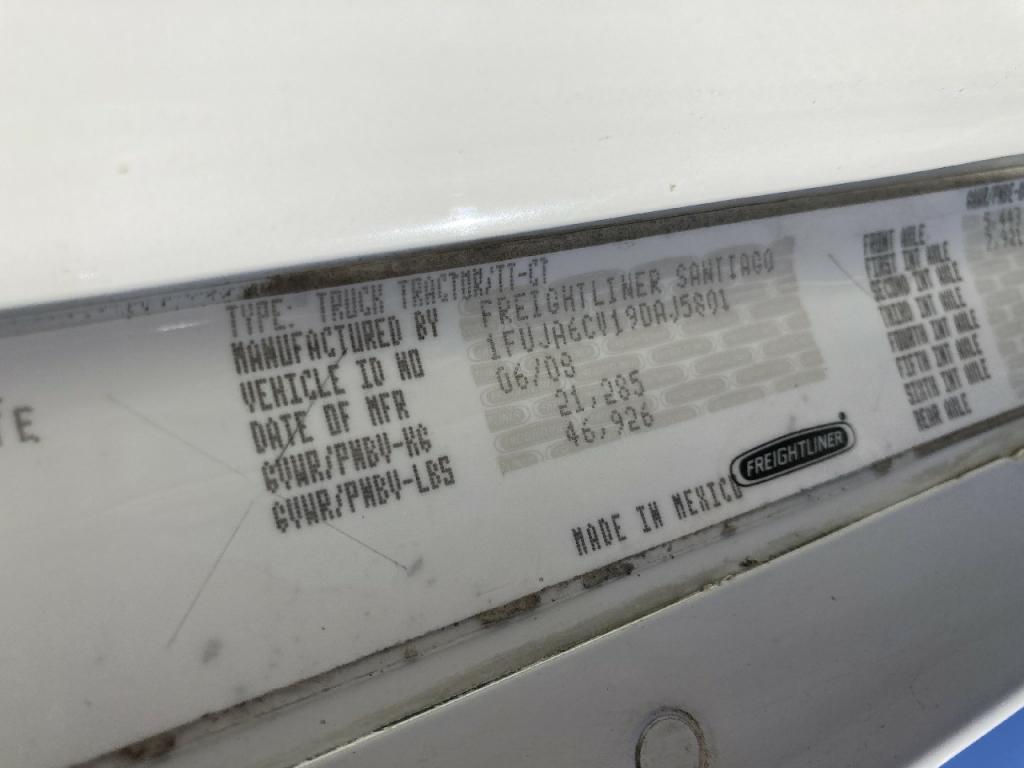 TE
TYPE: TRUCK TRACTOR/TT-CT
MANUFACTURED BY FREIGHTLINER SANTIAGO
VEHICLE ID NO 1FUJA6CV19DAJ5801
DATE OF MFR 06/08
GVWR/PNBV-KG 21,285
GVWR/PNBV-LBS 46,926
MADE IN MEXICO
FREIGHTLINER
FRONT AXLE
FIRST INT AXLE
SECOND INT AXLE
THIRD INT AXLE
FOURTH INT AXLE
FIFTH INT AXLE
SIXTH INT AXLE
REAR AXLE